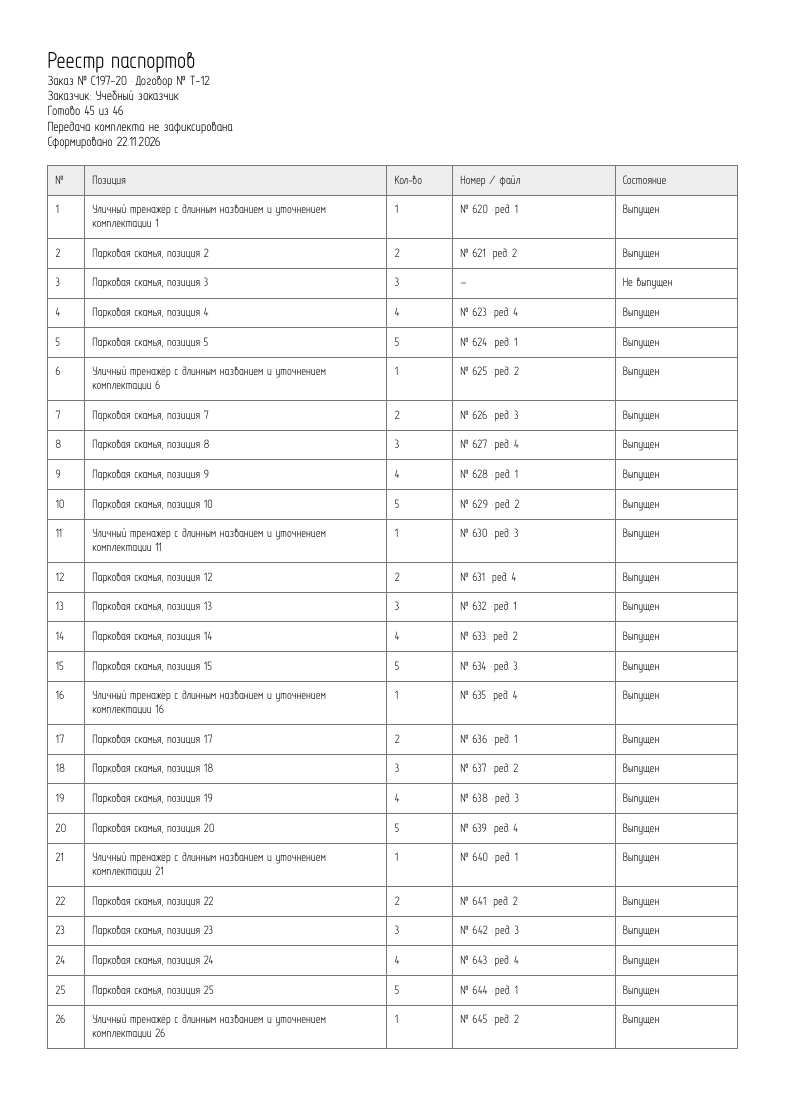 Реестр паспортов
Заказ № С197-20 · Договор № Т-12
Заказчик: Учебный заказчик
Готово 45 из 46
Передача комплекта не зафиксирована
Сформировано 22.11.2026
№ Позиция Кол-во Номер / файл Состояние
1 Уличный тренажёр с длинным названием и уточнением 1 № 620 · ред. 1 Выпущен
комплектации 1
2 Парковая скамья, позиция 2 2 № 621 · ред. 2 Выпущен
3 Парковая скамья, позиция 3 3 — Не выпущен
4 Парковая скамья, позиция 4 4 № 623 · ред. 4 Выпущен
5 Парковая скамья, позиция 5 5 № 624 · ред. 1 Выпущен
6 Уличный тренажёр с длинным названием и уточнением 1 № 625 · ред. 2 Выпущен
комплектации 6
7 Парковая скамья, позиция 7 2 № 626 · ред. 3 Выпущен
8 Парковая скамья, позиция 8 3 № 627 · ред. 4 Выпущен
9 Парковая скамья, позиция 9 4 № 628 · ред. 1 Выпущен
10 Парковая скамья, позиция 10 5 № 629 · ред. 2 Выпущен
11 Уличный тренажёр с длинным названием и уточнением 1 № 630 · ред. 3 Выпущен
комплектации 11
12 Парковая скамья, позиция 12 2 № 631 · ред. 4 Выпущен
13 Парковая скамья, позиция 13 3 № 632 · ред. 1 Выпущен
14 Парковая скамья, позиция 14 4 № 633 · ред. 2 Выпущен
15 Парковая скамья, позиция 15 5 № 634 · ред. 3 Выпущен
16 Уличный тренажёр с длинным названием и уточнением 1 № 635 · ред. 4 Выпущен
комплектации 16
17 Парковая скамья, позиция 17 2 № 636 · ред. 1 Выпущен
18 Парковая скамья, позиция 18 3 № 637 · ред. 2 Выпущен
19 Парковая скамья, позиция 19 4 № 638 · ред. 3 Выпущен
20 Парковая скамья, позиция 20 5 № 639 · ред. 4 Выпущен
21 Уличный тренажёр с длинным названием и уточнением 1 № 640 · ред. 1 Выпущен
комплектации 21
22 Парковая скамья, позиция 22 2 № 641 · ред. 2 Выпущен
23 Парковая скамья, позиция 23 3 № 642 · ред. 3 Выпущен
24 Парковая скамья, позиция 24 4 № 643 · ред. 4 Выпущен
25 Парковая скамья, позиция 25 5 № 644 · ред. 1 Выпущен
26 Уличный тренажёр с длинным названием и уточнением 1 № 645 · ред. 2 Выпущен
комплектации 26